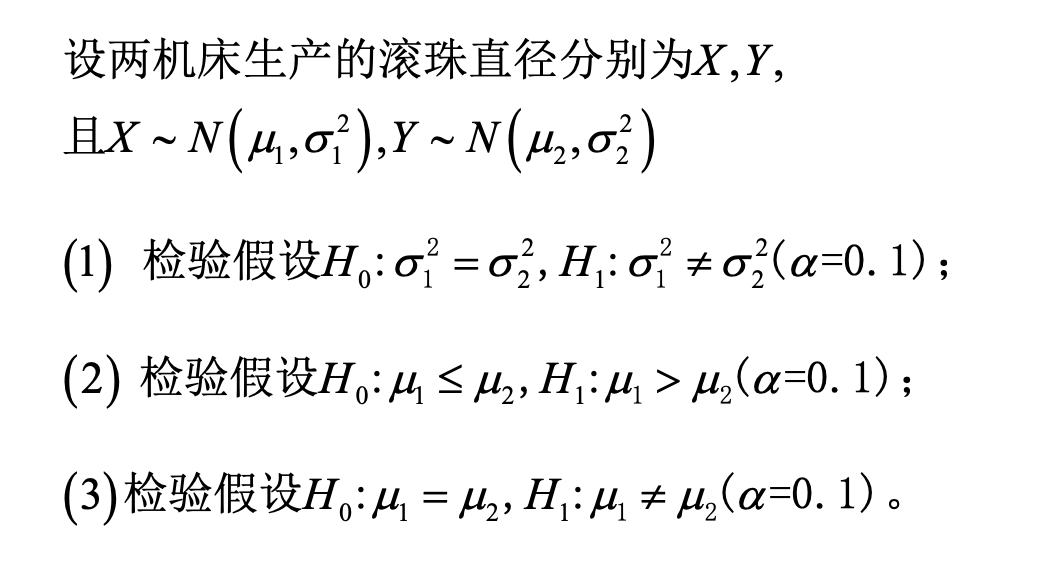 设两机床生产的滚珠直径分别为X,Y,
且X ~ N(μ₁,σ₁²),Y ~ N(μ₂,σ₂²)
(1) 检验假设H₀:σ₁² = σ₂², H₁:σ₁² ≠ σ₂²(α=0.1);
(2) 检验假设H₀:μ₁ ≤ μ₂, H₁:μ₁ > μ₂(α=0.1);
(3)检验假设H₀:μ₁ = μ₂, H₁:μ₁ ≠ μ₂(α=0.1)。